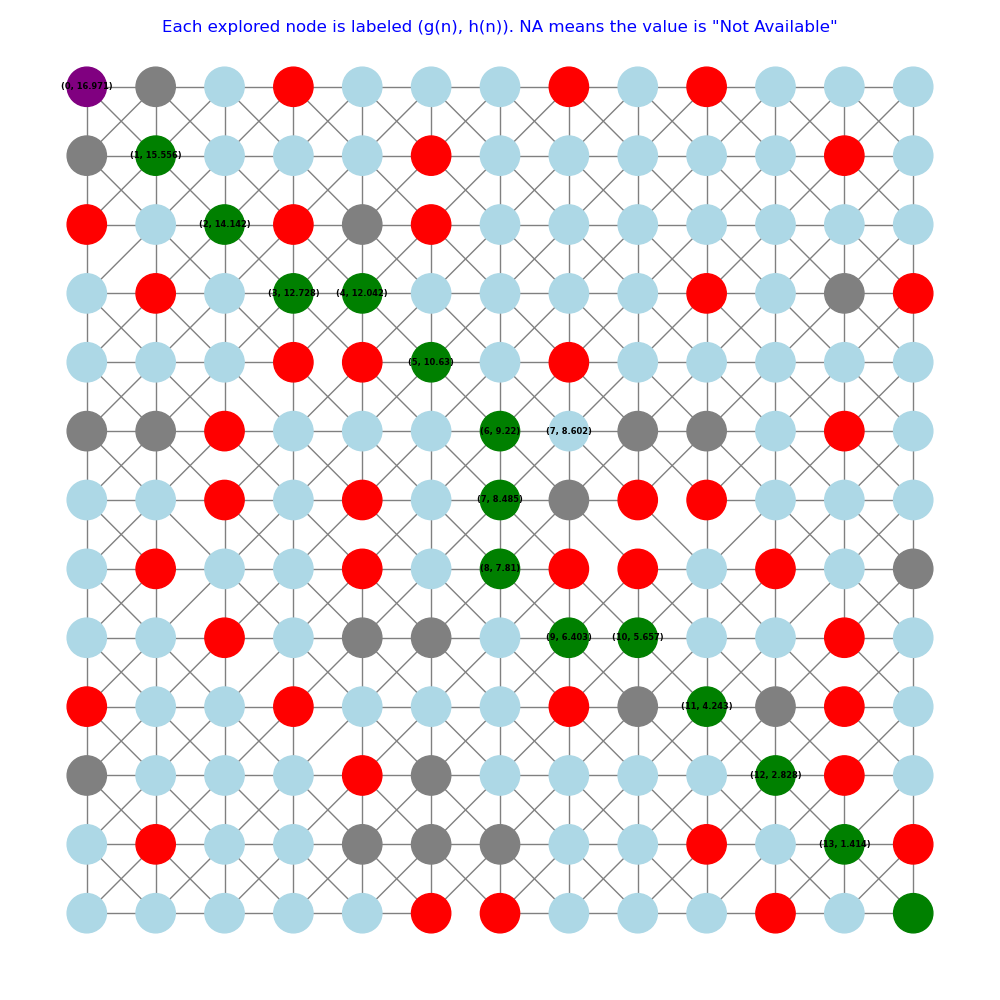 Each explored node is labeled (g(n), h(n)). NA means the value is "Not Available"
(0, 16.971)
(1, 15.556)
(2, 14.142)
(3, 12.728) (4, 12.042)
(5, 10.63)
(6, 9.22) (7, 8.602)
(7, 8.485)
(8, 7.81)
(9, 6.403) (10, 5.657)
(11, 4.243)
(12, 2.828)
(13, 1.414)